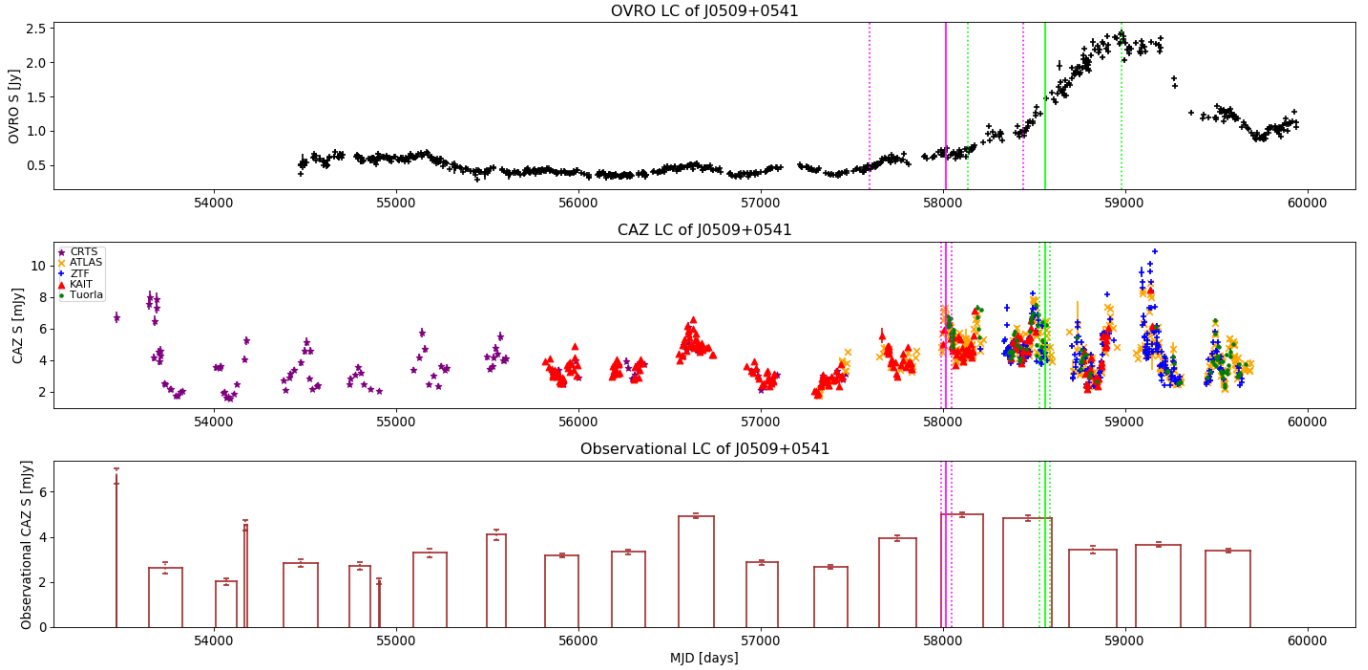 OVRO LC of J0509+0541
OVRO S [Jy]
2.5
2.0
1.5
1.0
0.5
54000 55000 56000 57000 58000 59000 60000
CAZ LC of J0509+0541
CAZ S [mJy]
10
8
6
4
2
CRTS
ATLAS
ZTF
KAIT
Tuorla
54000 55000 56000 57000 58000 59000 60000
Observational LC of J0509+0541
Observational CAZ S [mJy]
6
4
2
0
54000 55000 56000 57000 58000 59000 60000
MJD [days]